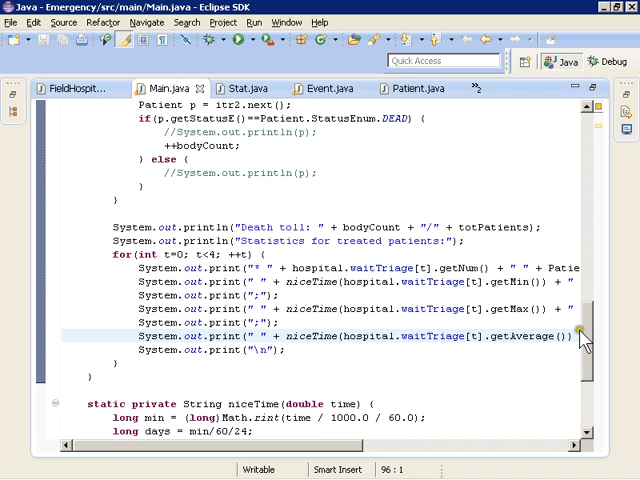 Java - Emergency/src/main/Main.java - Eclipse SDK
File Edit Source Refactor Navigate Search Project Run Window Help
Quick Access Java Debug
FieldHospit... Main.java Stat.java Event.java Patient.java »2
Patient p = itr2.next();
if(p.getStatusE()==Patient.StatusEnum.DEAD) {
//System.out.println(p);
++bodyCount;
} else {
//System.out.println(p);
}
}
System.out.println("Death toll: " + bodyCount + "/" + totPatients);
System.out.println("Statistics for treated patients:");
for(int t=0; t<4; ++t) {
System.out.print("* " + hospital.waitTriage[t].getNum() + " " + Patie
System.out.print(" " + niceTime(hospital.waitTriage[t].getMin()) + "
System.out.print(";");
System.out.print(" " + niceTime(hospital.waitTriage[t].getMax()) + "
System.out.print(";");
System.out.print(" " + niceTime(hospital.waitTriage[t].getAverage())
System.out.print("\n");
}
}
static private String niceTime(double time) {
long min = (long)Math.rint(time / 1000.0 / 60.0);
long days = min/60/24;
Writable Smart Insert 96 : 1